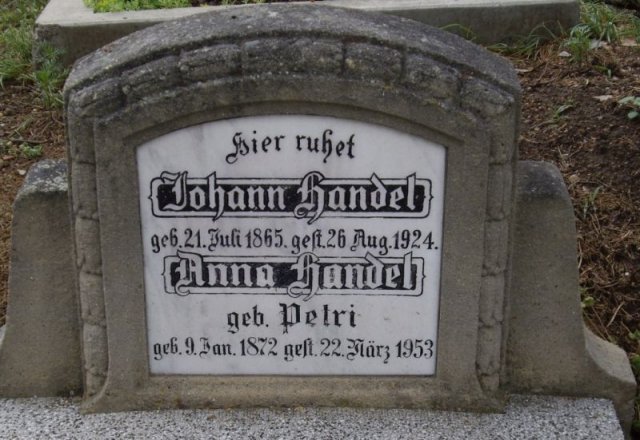 Hier ruhet
Johann Handel
geb. 21. Juli 1865. gest. 26 Aug. 1924.
Anna Handel
geb. Petri
geb. 9. Jan. 1872 gest. 22. März 1953